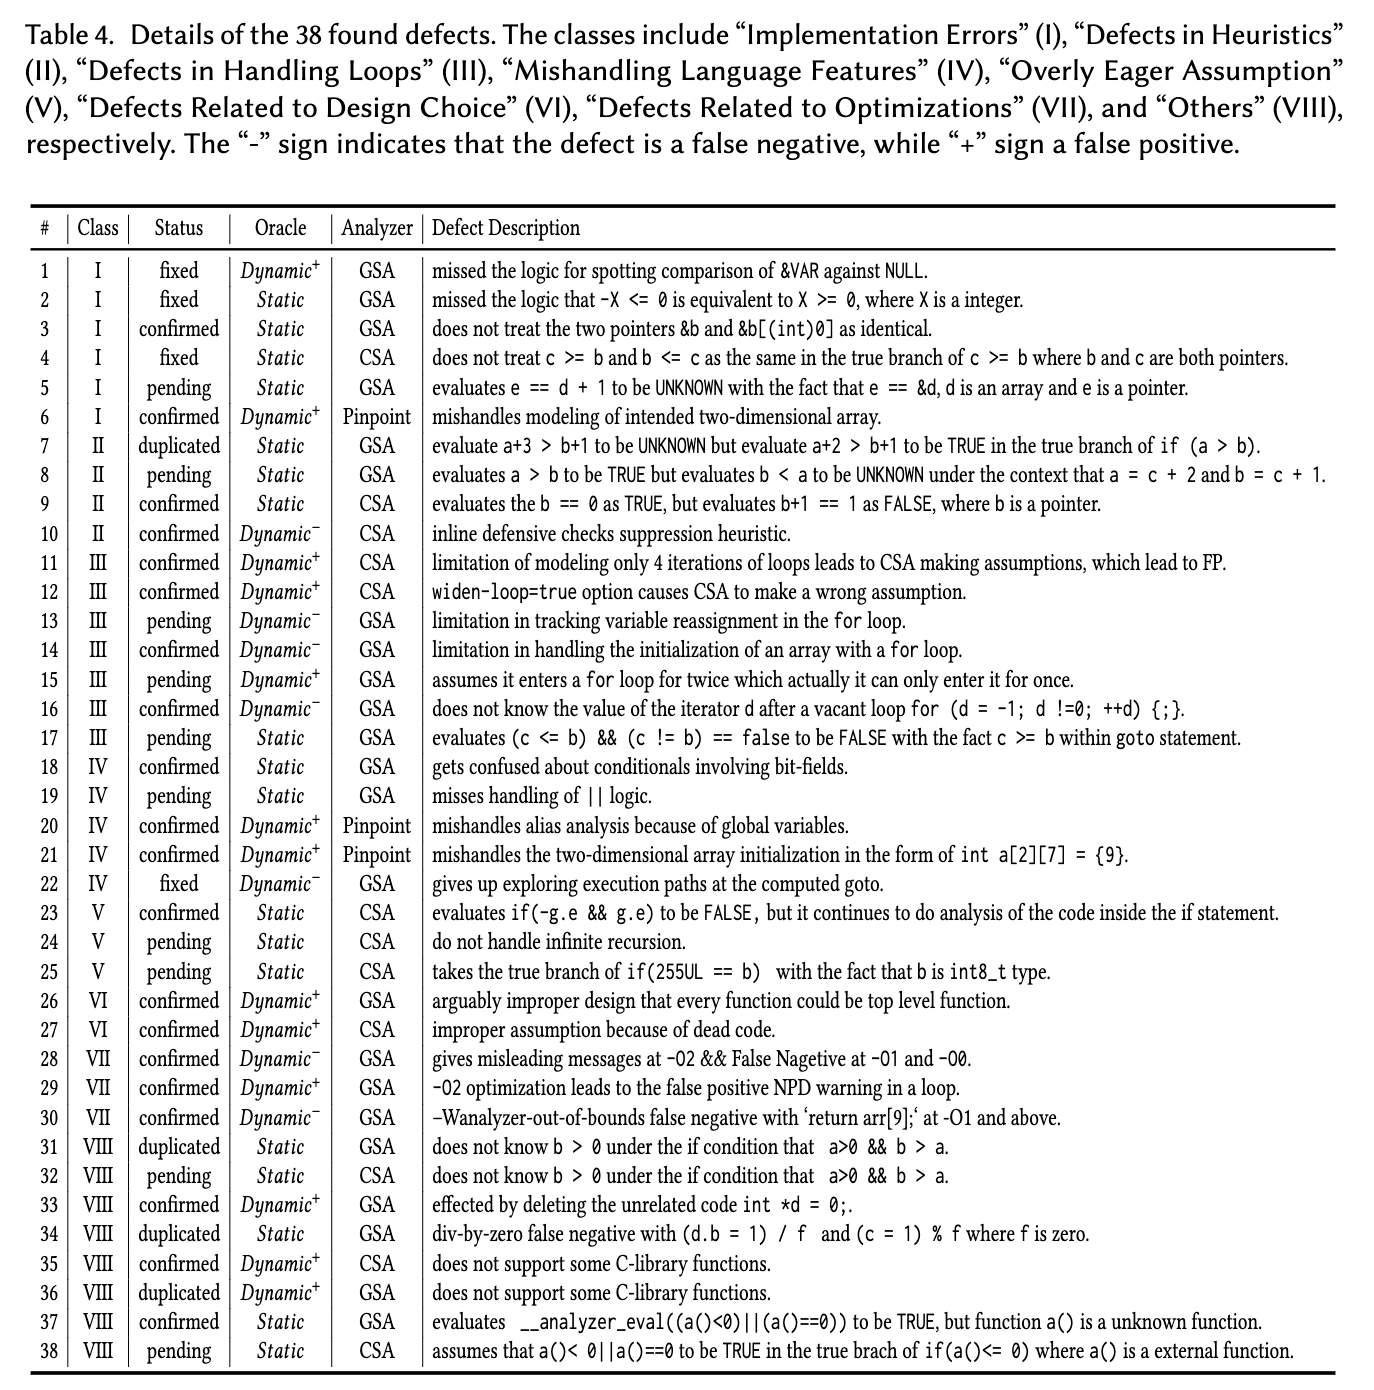 Table 4. Details of the 38 found defects. The classes include “Implementation Errors” (I), “Defects in Heuristics”
(II), “Defects in Handling Loops” (III), “Mishandling Language Features” (IV), “Overly Eager Assumption”
(V), “Defects Related to Design Choice” (VI), “Defects Related to Optimizations” (VII), and “Others” (VIII),
respectively. The “-” sign indicates that the defect is a false negative, while “+” sign a false positive.
# Class Status Oracle Analyzer Defect Description
1 I fixed Dynamic+ GSA missed the logic for spotting comparison of &VAR against NULL.
2 I fixed Static GSA missed the logic that -X <= 0 is equivalent to X >= 0, where X is a integer.
3 I confirmed Static GSA does not treat the two pointers &b and &b[(int)0] as identical.
4 I fixed Static CSA does not treat c >= b and b <= c as the same in the true branch of c >= b where b and c are both pointers.
5 I pending Static GSA evaluates e == d + 1 to be UNKNOWN with the fact that e == &d, d is an array and e is a pointer.
6 I confirmed Dynamic+ Pinpoint mishandles modeling of intended two-dimensional array.
7 II duplicated Static GSA evaluate a+3 > b+1 to be UNKNOWN but evaluate a+2 > b+1 to be TRUE in the true branch of if (a > b).
8 II pending Static GSA evaluates a > b to be TRUE but evaluates b < a to be UNKNOWN under the context that a = c + 2 and b = c + 1.
9 II confirmed Static CSA evaluates the b == 0 as TRUE, but evaluates b+1 == 1 as FALSE, where b is a pointer.
10 II confirmed Dynamic− CSA inline defensive checks suppression heuristic.
11 III confirmed Dynamic+ CSA limitation of modeling only 4 iterations of loops leads to CSA making assumptions, which lead to FP.
12 III confirmed Dynamic+ CSA widen-loop=true option causes CSA to make a wrong assumption.
13 III pending Dynamic− GSA limitation in tracking variable reassignment in the for loop.
14 III confirmed Dynamic− GSA limitation in handling the initialization of an array with a for loop.
15 III pending Dynamic+ GSA assumes it enters a for loop for twice which actually it can only enter it for once.
16 III confirmed Dynamic− GSA does not know the value of the iterator d after a vacant loop for (d = -1; d !=0; ++d) {;}.
17 III pending Static GSA evaluates (c <= b) && (c != b) == false to be FALSE with the fact c >= b within goto statement.
18 IV confirmed Static GSA gets confused about conditionals involving bit-fields.
19 IV pending Static GSA misses handling of || logic.
20 IV confirmed Dynamic+ Pinpoint mishandles alias analysis because of global variables.
21 IV confirmed Dynamic+ Pinpoint mishandles the two-dimensional array initialization in the form of int a[2][7] = {9}.
22 IV fixed Dynamic− GSA gives up exploring execution paths at the computed goto.
23 V confirmed Static CSA evaluates if(-g.e && g.e) to be FALSE, but it continues to do analysis of the code inside the if statement.
24 V pending Static CSA do not handle infinite recursion.
25 V pending Static CSA takes the true branch of if(255UL == b) with the fact that b is int8_t type.
26 VI confirmed Dynamic+ GSA arguably improper design that every function could be top level function.
27 VI confirmed Dynamic+ CSA improper assumption because of dead code.
28 VII confirmed Dynamic− GSA gives misleading messages at -O2 && False Nagetive at -O1 and -O0.
29 VII confirmed Dynamic+ GSA -O2 optimization leads to the false positive NPD warning in a loop.
30 VII confirmed Dynamic− GSA –Wanalyzer-out-of-bounds false negative with ‘return arr[9];‘ at -O1 and above.
31 VIII duplicated Static GSA does not know b > 0 under the if condition that a>0 && b > a.
32 VIII pending Static CSA does not know b > 0 under the if condition that a>0 && b > a.
33 VIII confirmed Dynamic+ GSA effected by deleting the unrelated code int *d = 0;.
34 VIII duplicated Static GSA div-by-zero false negative with (d.b = 1) / f and (c = 1) % f where f is zero.
35 VIII confirmed Dynamic+ CSA does not support some C-library functions.
36 VIII duplicated Dynamic+ GSA does not support some C-library functions.
37 VIII confirmed Static GSA evaluates __analyzer_eval((a()<0)||(a()==0)) to be TRUE, but function a() is a unknown function.
38 VIII pending Static CSA assumes that a()< 0||a()==0 to be TRUE in the true brach of if(a()<= 0) where a() is a external function.